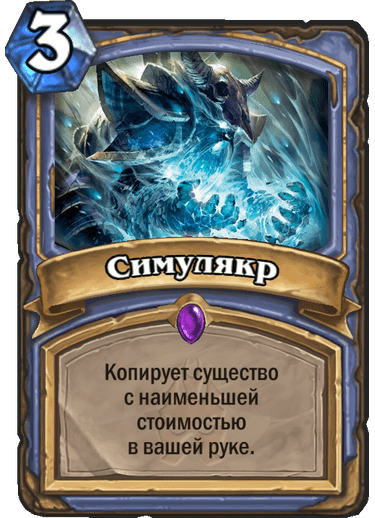 3
Симулякр
Копирует существо
с наименьшей
стоимостью
в вашей руке.